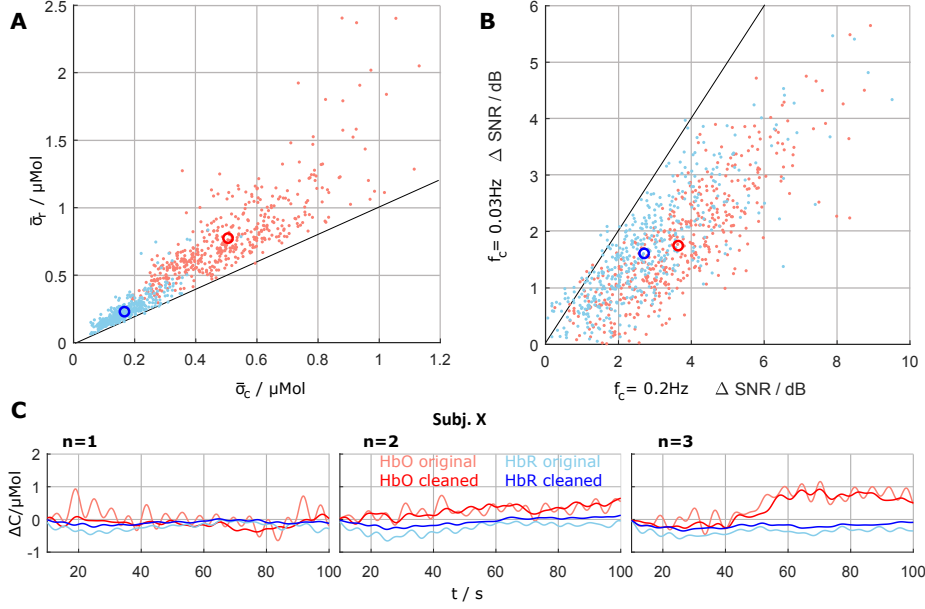 A
2.5
2
1.5
1
0.5
0
0 0.2 0.4 0.6 0.8 1 1.2
σ̄r / μMol
σ̄c / μMol
B
6
5
4
3
2
1
0
0 2 4 6 8 10
fc= 0.03Hz Δ SNR / dB
fc= 0.2Hz Δ SNR / dB
C
Subj. X
n=1 n=2 n=3
HbO original HbR original
HbO cleaned HbR cleaned
ΔC/μMol
2
1
0
-1
20 40 60 80 100 20 40 60 80 100 20 40 60 80 100
t / s